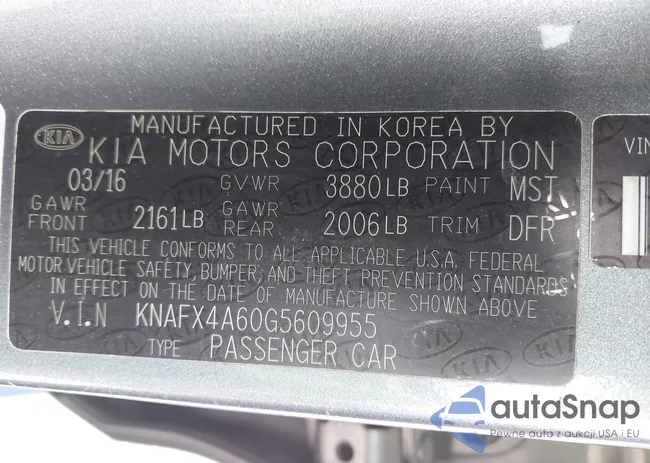 KIA
MANUFACTURED IN KOREA BY
KIA MOTORS CORPORATION
03/16 GVWR 3880LB PAINT MST
GAWR FRONT 2161LB GAWR REAR 2006LB TRIM DFR
THIS VEHICLE CONFORMS TO ALL APPLICABLE U.S.A. FEDERAL
MOTOR VEHICLE SAFETY, BUMPER, AND THEFT PREVENTION STANDARDS
IN EFFECT ON THE DATE OF MANUFACTURE SHOWN ABOVE
V.I.N KNAFX4A60G5609955
TYPE PASSENGER CAR
VIN
autoSnap
Pewne auto z aukcji USA i EU